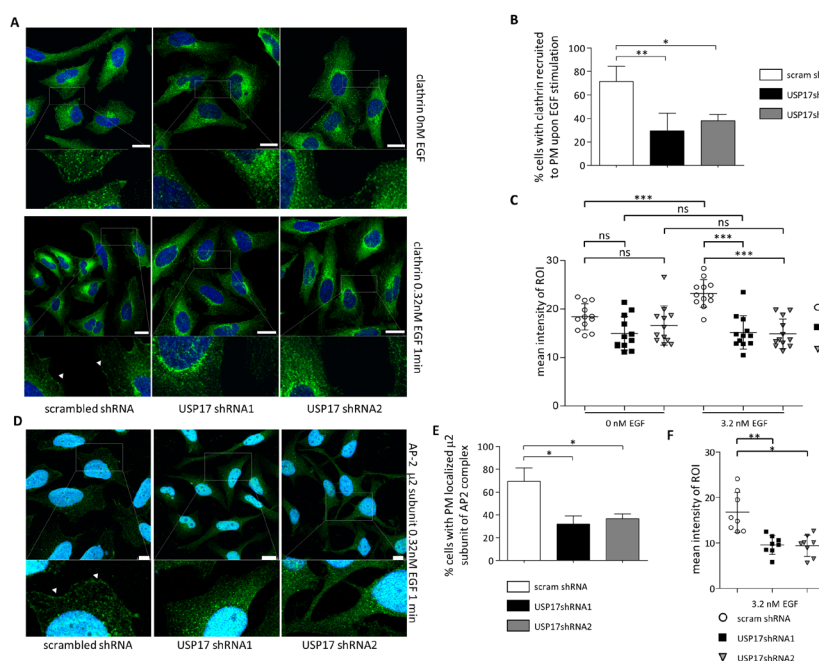 A
clathrin 0nM EGF
clathrin 0.32nM EGF 1min
scrambled shRNA
USP17 shRNA1
USP17 shRNA2
B
% cells with clathrin recruited
to PM upon EGF stimulation
100
80
60
40
20
0
*
**
scram sh
USP17sh
USP17sh
C
mean intensity of ROI
30
20
10
0
***
ns
ns
ns
***
ns
***
0 nM EGF
3.2 nM EGF
D
AP-2 μ2 subunit 0.32nM EGF 1 min
scrambled shRNA
USP17 shRNA1
USP17 shRNA2
E
% cells with PM localized μ2
subunit of AP2 complex
100
80
60
40
20
0
*
*
scram shRNA
USP17shRNA1
USP17shRNA2
F
mean intensity of ROI
30
20
10
0
**
*
3.2 nM EGF
scram shRNA
USP17shRNA1
USP17shRNA2